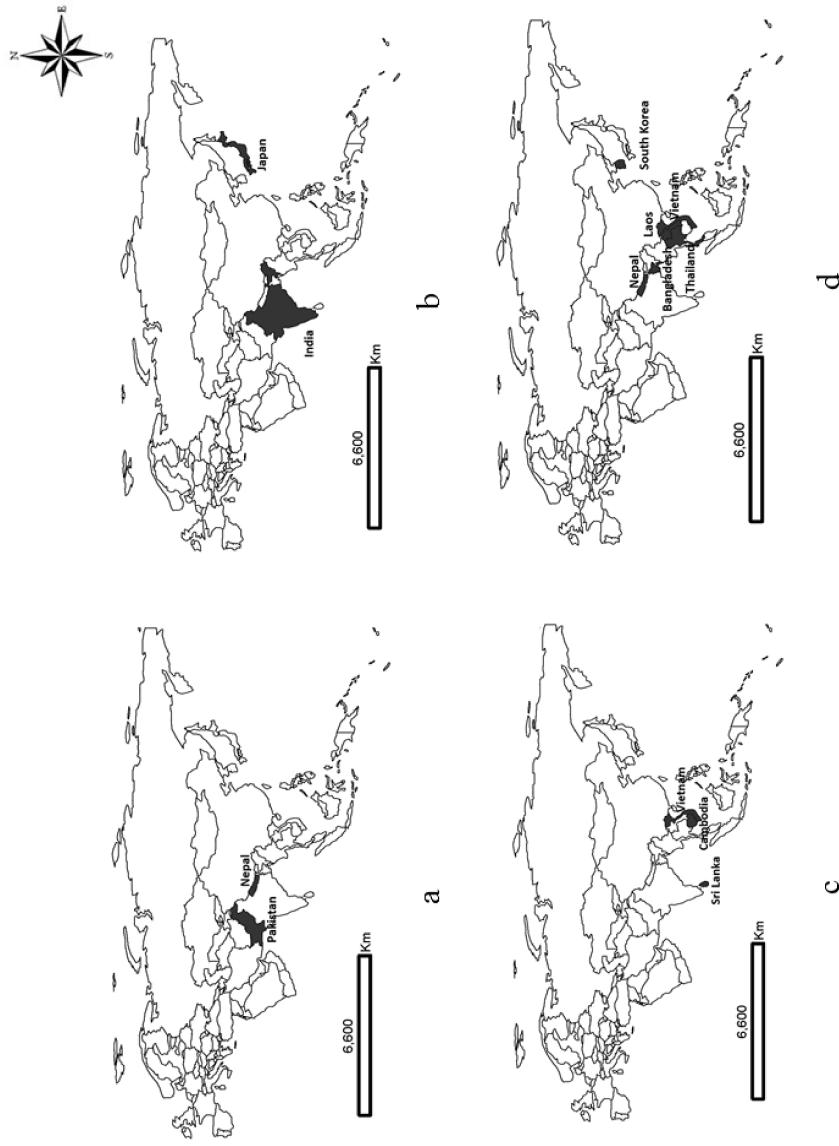 N
E
S
Nepal
Pakistan
6,600
Km
a
Japan
India
6,600
Km
b
Vietnam
Cambodia
Sri Lanka
6,600
Km
c
South Korea
Laos
Vietnam
Nepal
Bangladesh
Thailand
6,600
Km
d